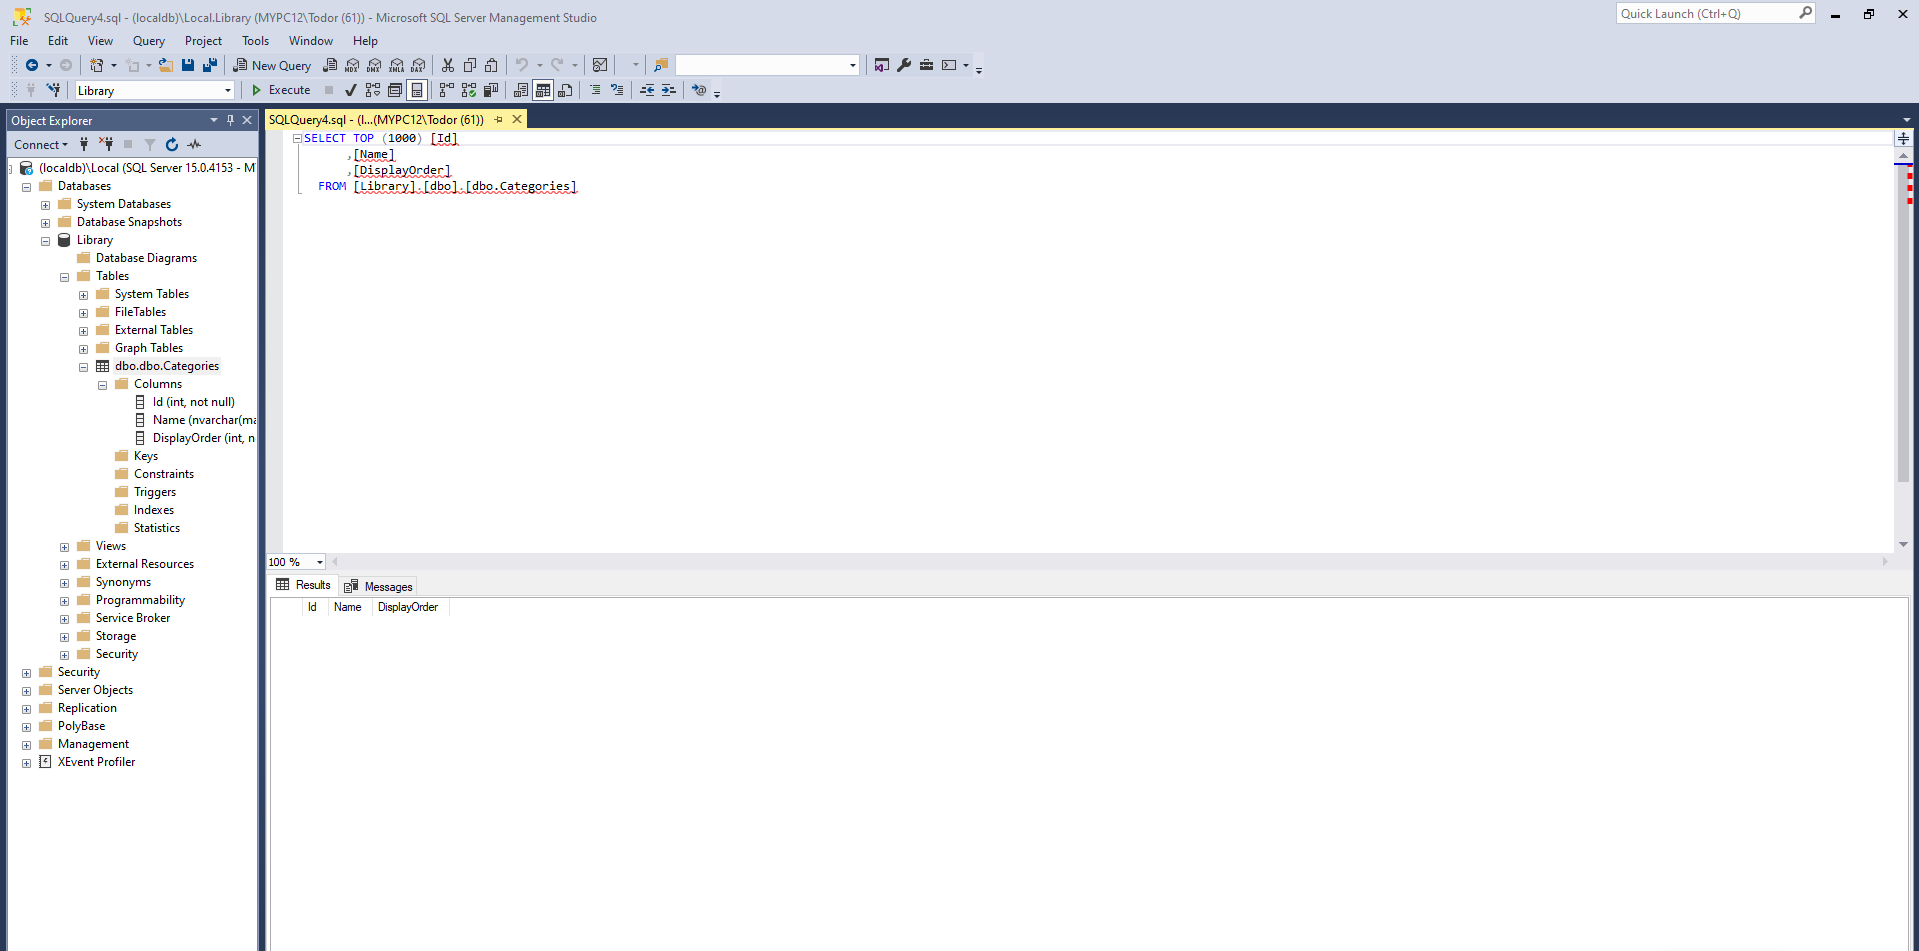 SQLQuery4.sql - (localdb)\Local.Library (MYPC12\Todor (61)) - Microsoft SQL Server Management Studio
Quick Launch (Ctrl+Q)
File Edit View Query Project Tools Window Help
New Query MDX DMX XMLA DAX
Library Execute
Object Explorer
Connect
(localdb)\Local (SQL Server 15.0.4153 - M
Databases
System Databases
Database Snapshots
Library
Database Diagrams
Tables
System Tables
FileTables
External Tables
Graph Tables
dbo.dbo.Categories
Columns
Id (int, not null)
Name (nvarchar(ma
DisplayOrder (int, n
Keys
Constraints
Triggers
Indexes
Statistics
Views
External Resources
Synonyms
Programmability
Service Broker
Storage
Security
Security
Server Objects
Replication
PolyBase
Management
XEvent Profiler
SQLQuery4.sql - (l...(MYPC12\Todor (61))
SELECT TOP (1000) [Id]
,[Name]
,[DisplayOrder]
FROM [Library].[dbo].[dbo.Categories]
100 %
Results Messages
Id Name DisplayOrder